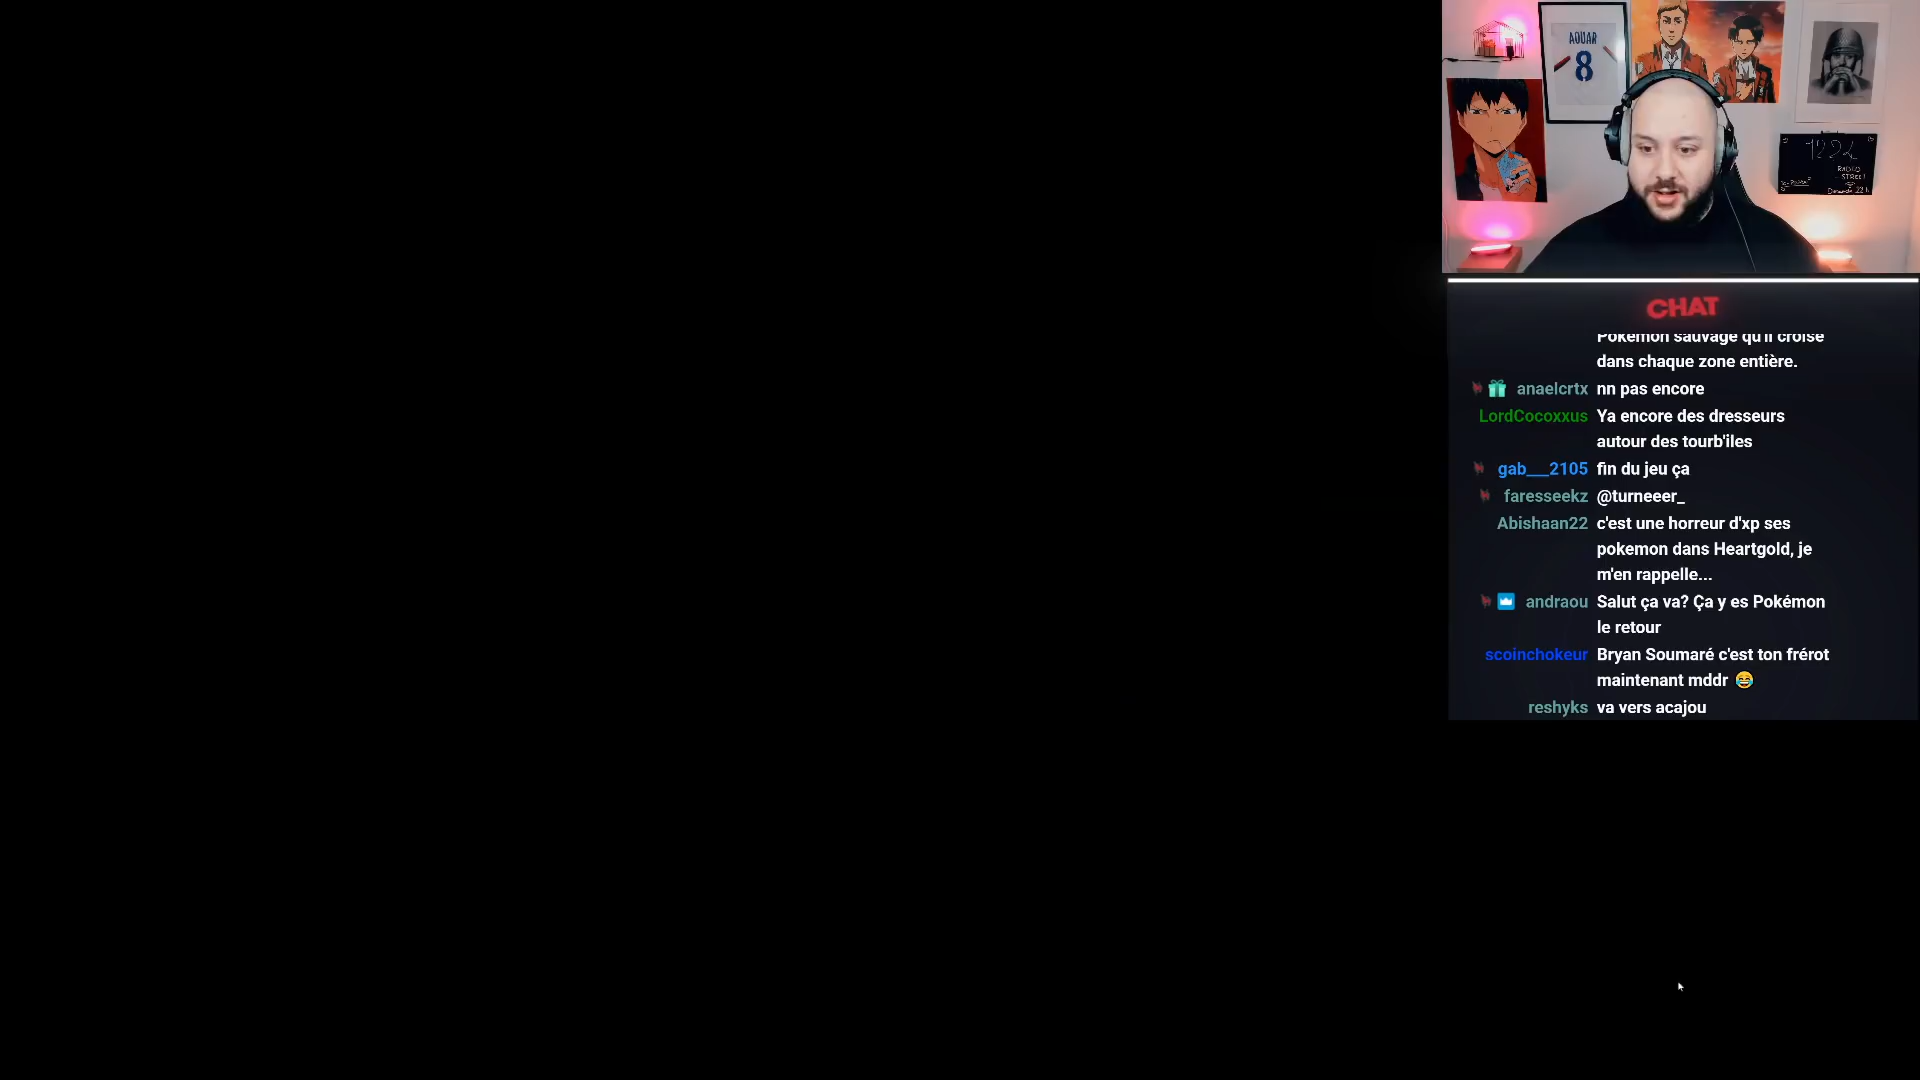 AOUAR
8
RADIO
STREET
CHAT
Pokémon sauvage qu'il croise
dans chaque zone entière.
anaelcrtx nn pas encore
LordCocoxxus Ya encore des dresseurs
autour des tourb'iles
gab___2105 fin du jeu ça
faresseekz @turneeer_
Abishaan22 c'est une horreur d'xp ses
pokemon dans Heartgold, je
m'en rappelle...
andraou Salut ça va? Ça y es Pokémon
le retour
scoinchokeur Bryan Soumaré c'est ton frérot
maintenant mddr 😂
reshyks va vers acajou